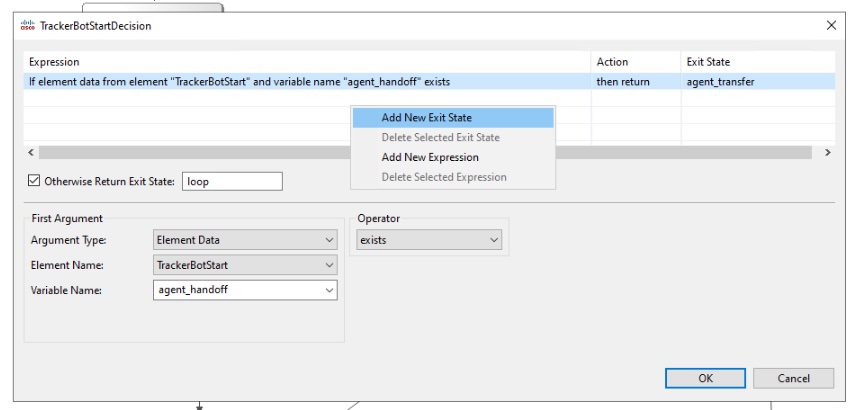 CISCO TrackerBotStartDecision
Expression Action Exit State
If element data from element "TrackerBotStart" and variable name "agent_handoff" exists then return agent_transfer
Add New Exit State
Delete Selected Exit State
Add New Expression
Delete Selected Expression
Otherwise Return Exit State: loop
First Argument Operator
Argument Type: Element Data exists
Element Name: TrackerBotStart
Variable Name: agent_handoff
OK Cancel